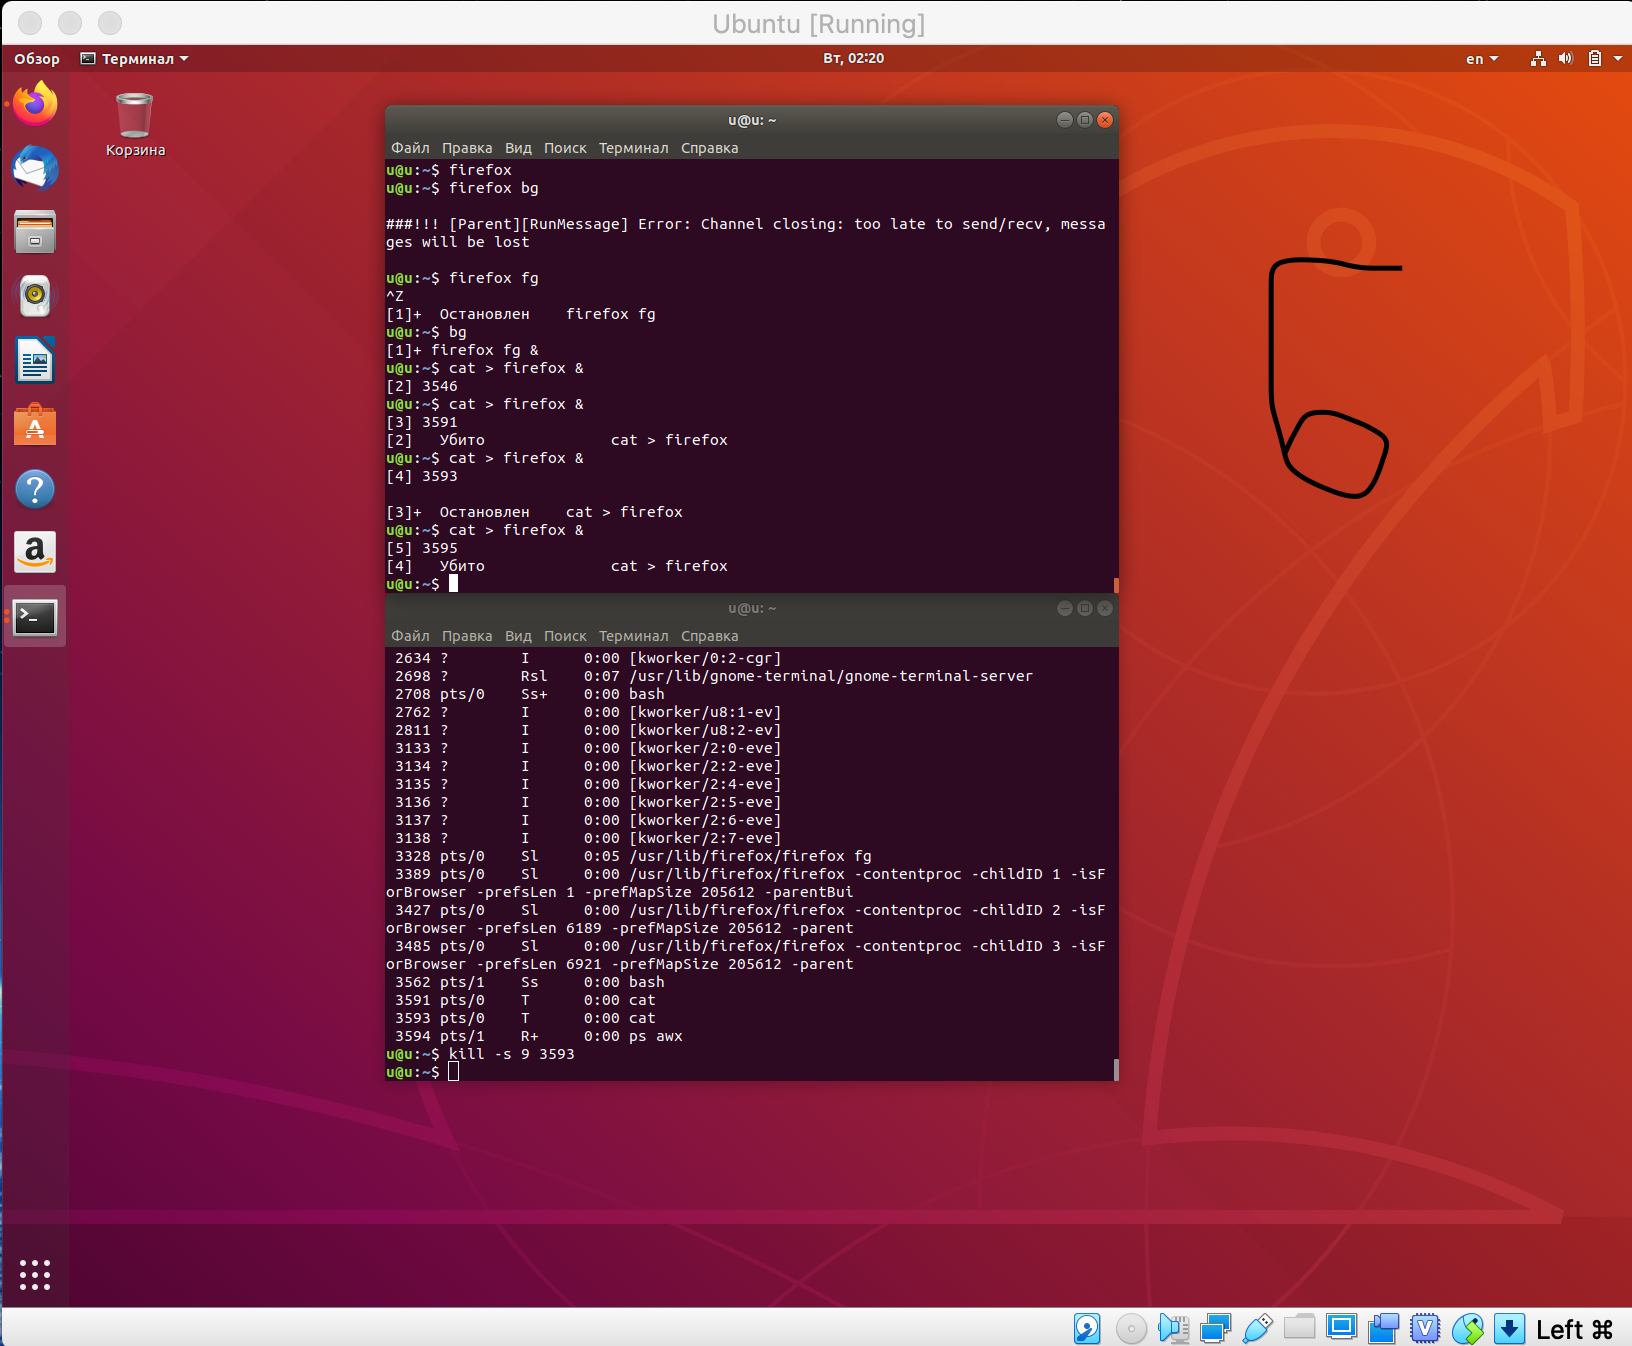 Ubuntu [Running]
Обзор Терминал Вт, 02:20 en
Корзина
u@u: ~
Файл Правка Вид Поиск Терминал Справка
u@u:~$ firefox
u@u:~$ firefox bg
###!!! [Parent][RunMessage] Error: Channel closing: too late to send/recv, messa
ges will be lost
u@u:~$ firefox fg
^Z
[1]+  Остановлен    firefox fg
u@u:~$ bg
[1]+ firefox fg &
u@u:~$ cat > firefox &
[2] 3546
u@u:~$ cat > firefox &
[3] 3591
[2]   Убито              cat > firefox
u@u:~$ cat > firefox &
[4] 3593
[3]+  Остановлен    cat > firefox
u@u:~$ cat > firefox &
[5] 3595
[4]   Убито              cat > firefox
u@u:~$
u@u: ~
Файл Правка Вид Поиск Терминал Справка
2634 ?        I      0:00 [kworker/0:2-cgr]
2698 ?        Rsl    0:07 /usr/lib/gnome-terminal/gnome-terminal-server
2708 pts/0    Ss+    0:00 bash
2762 ?        I      0:00 [kworker/u8:1-ev]
2811 ?        I      0:00 [kworker/u8:2-ev]
3133 ?        I      0:00 [kworker/2:0-eve]
3134 ?        I      0:00 [kworker/2:2-eve]
3135 ?        I      0:00 [kworker/2:4-eve]
3136 ?        I      0:00 [kworker/2:5-eve]
3137 ?        I      0:00 [kworker/2:6-eve]
3138 ?        I      0:00 [kworker/2:7-eve]
3328 pts/0    Sl     0:05 /usr/lib/firefox/firefox fg
3389 pts/0    Sl     0:00 /usr/lib/firefox/firefox -contentproc -childID 1 -isF
orBrowser -prefsLen 1 -prefMapSize 205612 -parentBui
3427 pts/0    Sl     0:00 /usr/lib/firefox/firefox -contentproc -childID 2 -isF
orBrowser -prefsLen 6189 -prefMapSize 205612 -parent
3485 pts/0    Sl     0:00 /usr/lib/firefox/firefox -contentproc -childID 3 -isF
orBrowser -prefsLen 6921 -prefMapSize 205612 -parent
3562 pts/1    Ss     0:00 bash
3591 pts/0    T      0:00 cat
3593 pts/0    T      0:00 cat
3594 pts/1    R+     0:00 ps awx
u@u:~$ kill -s 9 3593
u@u:~$
Left ⌘